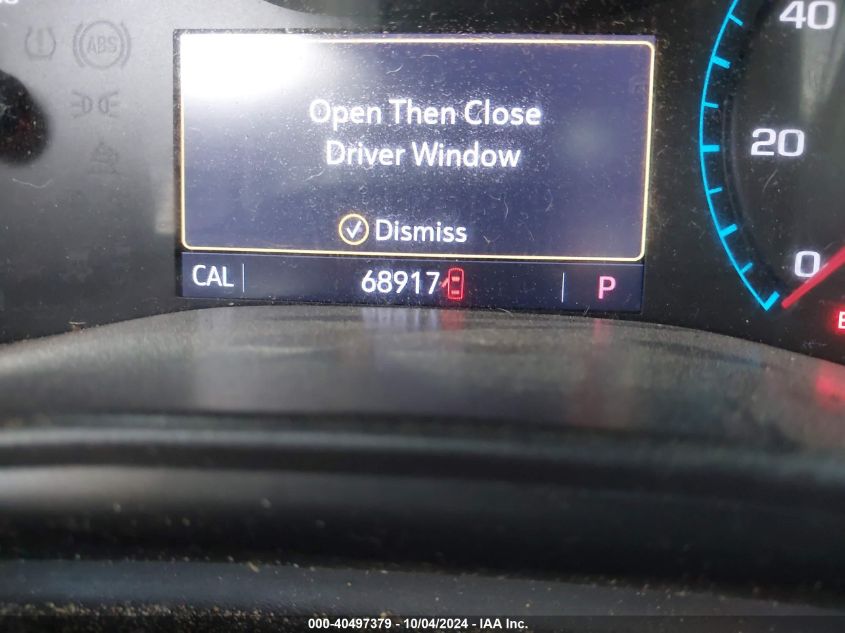 ABS
40
Open Then Close
Driver Window
20
Dismiss
0
CAL
68917
P
000-40497379 - 10/04/2024 - IAA Inc.